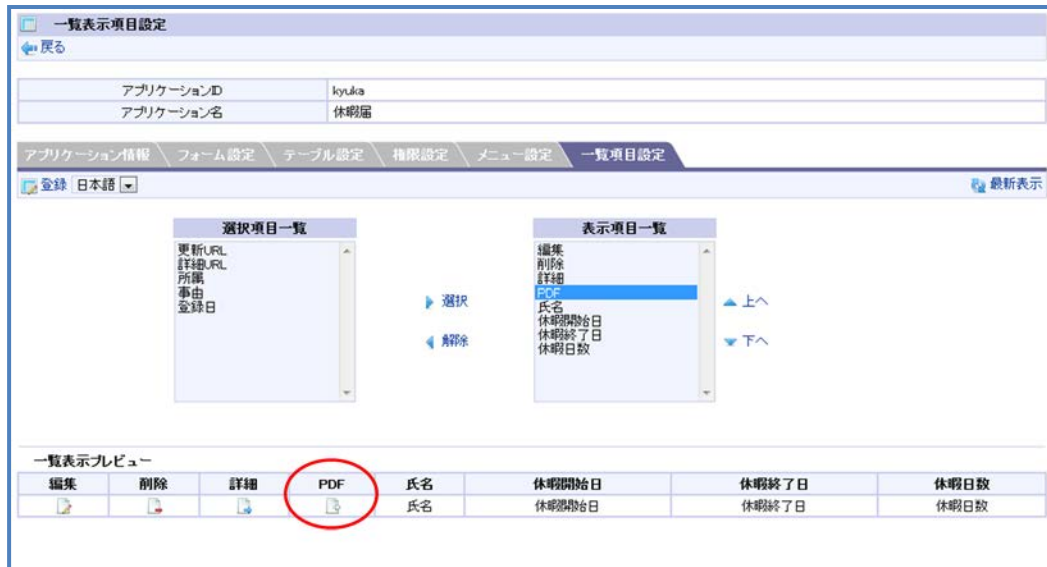 一覧表示項目設定
戻る
アプリケーションID kyuka
アプリケーション名 休暇届
アプリケーション情報 フォーム設定 テーブル設定 権限設定 メニュー設定 一覧項目設定
登録 日本語 最新表示
選択項目一覧 表示項目一覧
更新URL
詳細URL
所属
事由
登録日
選択
解除
編集
削除
詳細
PDF
氏名
休暇開始日
休暇終了日
休暇日数
上へ
下へ
一覧表示プレビュー
編集 削除 詳細 PDF 氏名 休暇開始日 休暇終了日 休暇日数
氏名 休暇開始日 休暇終了日 休暇日数